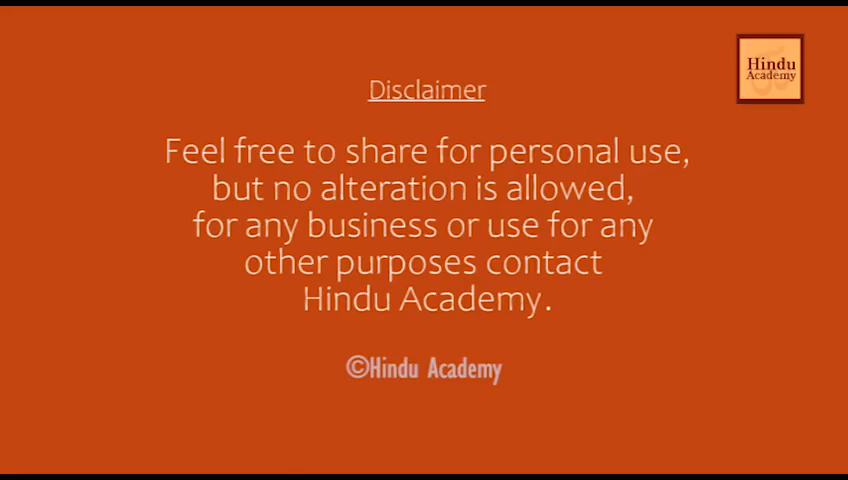 Hindu
Academy
Disclaimer
Feel free to share for personal use,
but no alteration is allowed,
for any business or use for any
other purposes contact
Hindu Academy.
©Hindu Academy